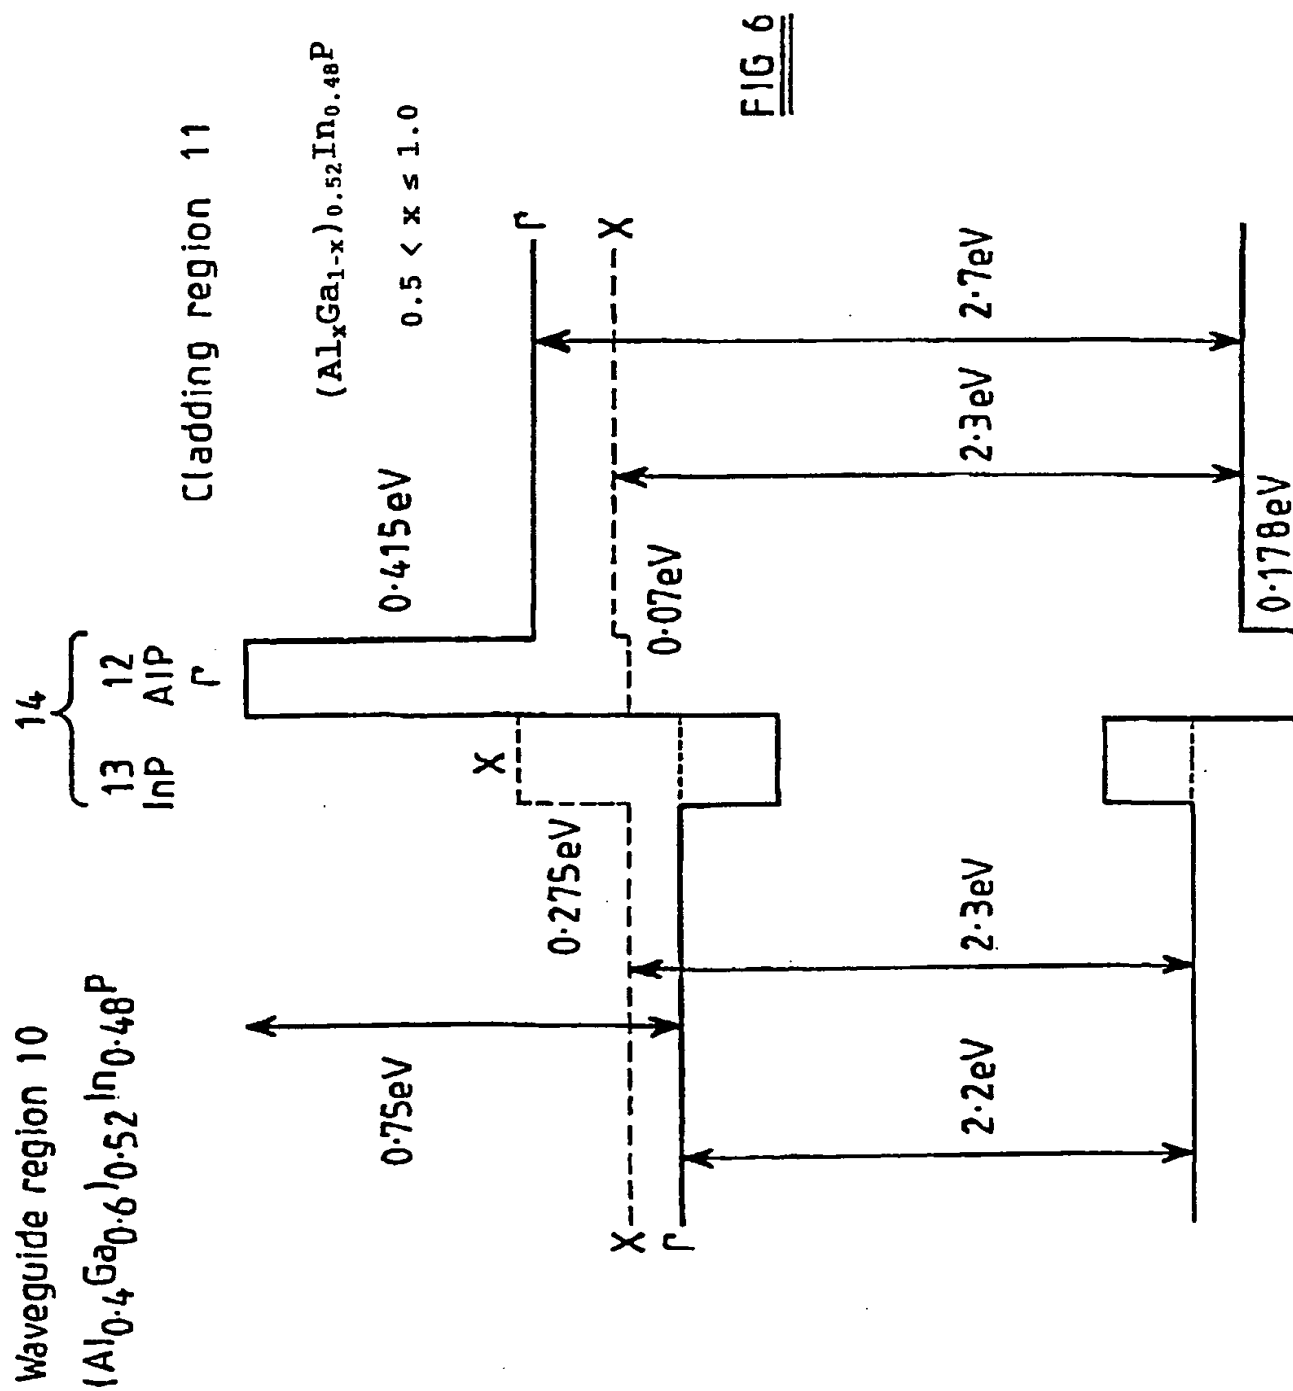 Waveguide region 10
(Al0·4Ga0·6)0·52In0·48P
14
13
InP
12
AlP
Γ
Cladding region 11
(AlxGa1-x)0.52In0.48P
0.5 < x ≤ 1.0
0·75eV
0·415eV
X
0·275eV
0·07eV
X
Γ
Γ
X
2·2eV
2·3eV
2·3eV
2·7eV
0·178eV
FIG 6